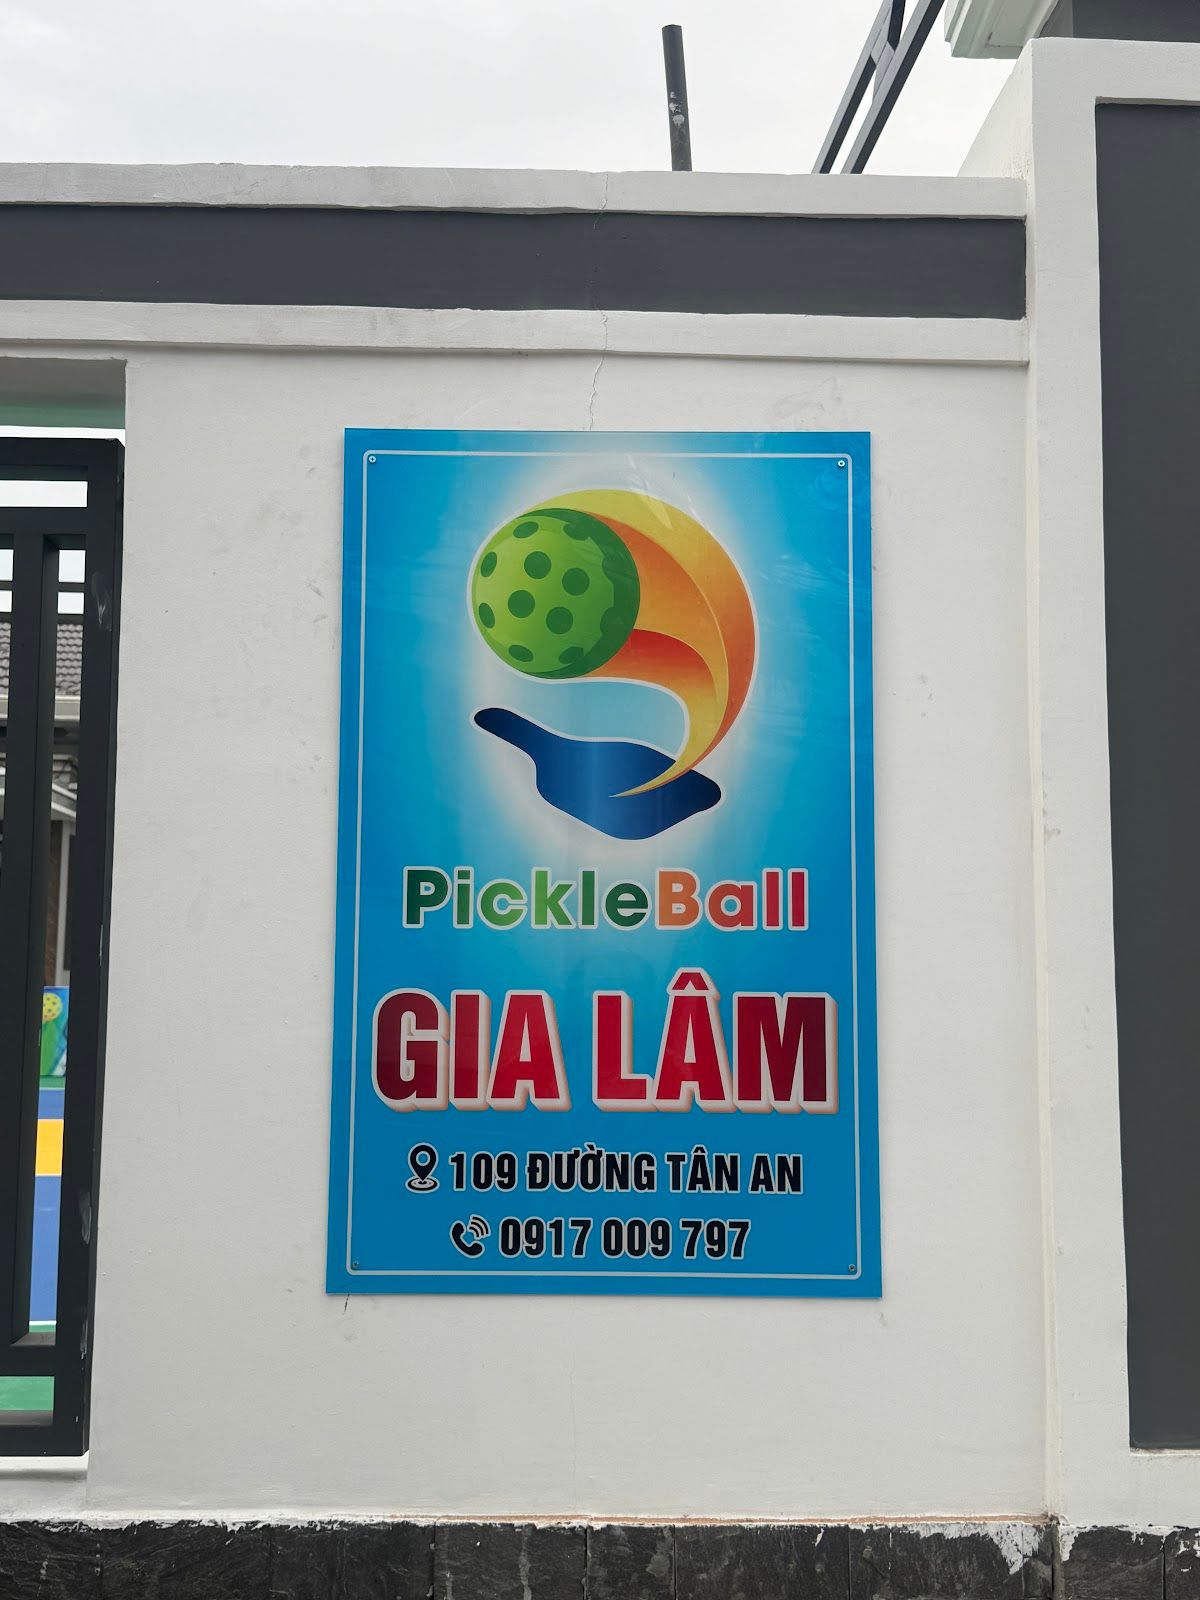 PickleBall
GIA LÂM
109 ĐƯỜNG TÂN AN
0917 009 797